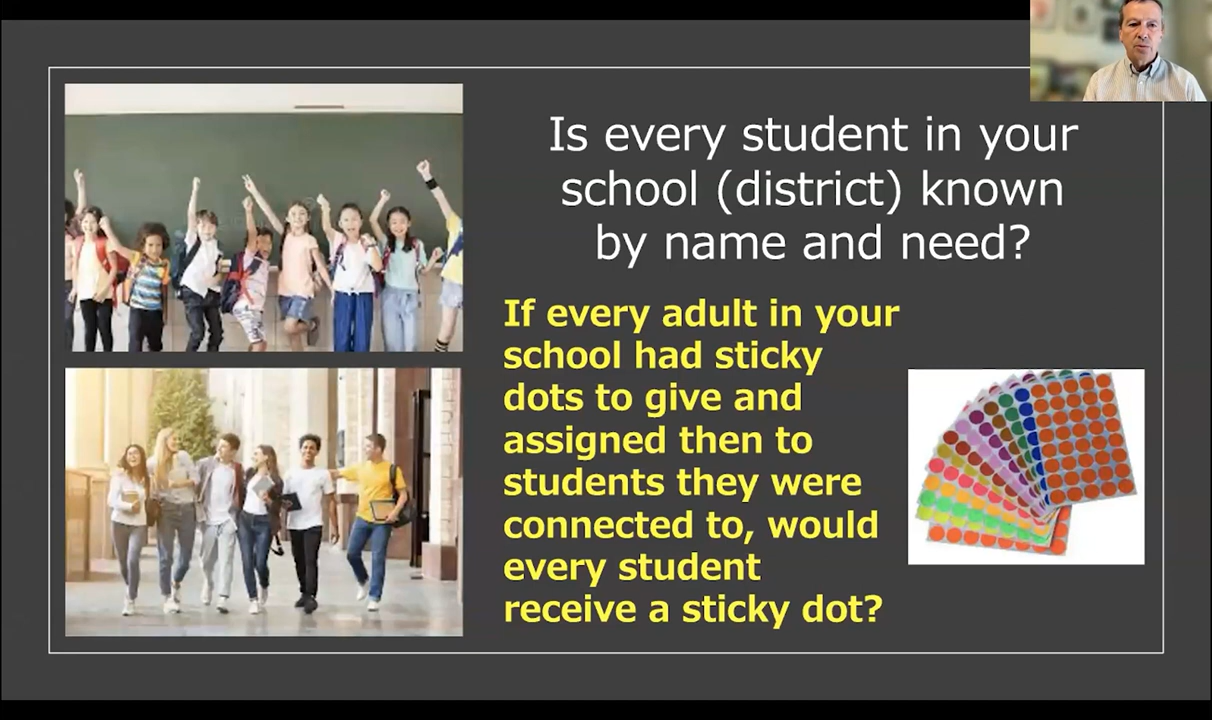 Is every student in your
school (district) known
by name and need?
If every adult in your
school had sticky
dots to give and
assigned then to
students they were
connected to, would
every student
receive a sticky dot?